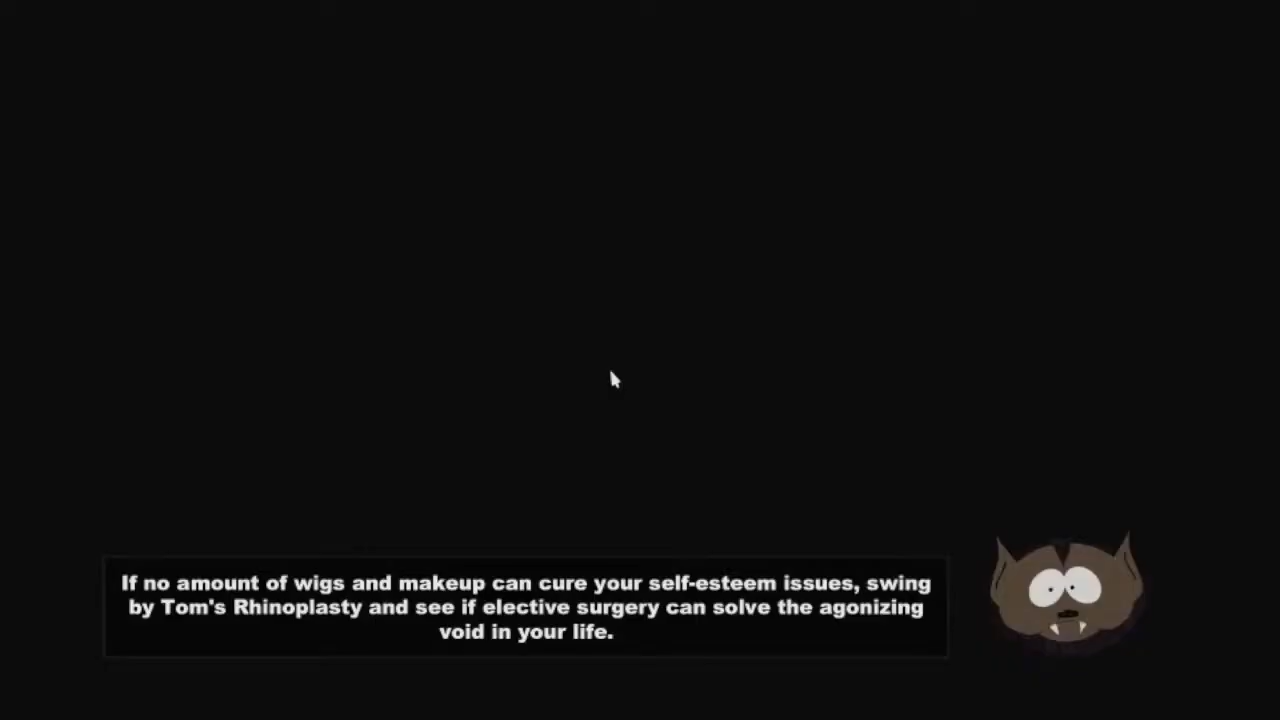 If no amount of wigs and makeup can cure your self-esteem issues, swing
by Tom's Rhinoplasty and see if elective surgery can solve the agonizing
void in your life.